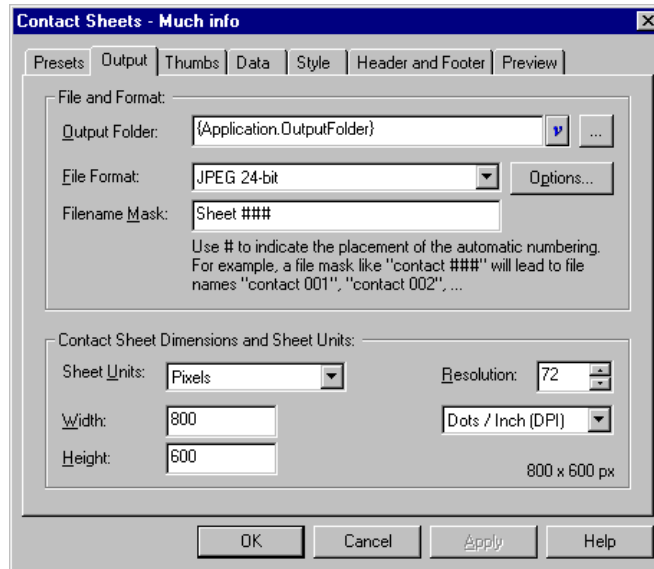 Contact Sheets - Much info
Presets Output Thumbs Data Style Header and Footer Preview
File and Format:
Output Folder: {Application.OutputFolder} v ...
File Format: JPEG 24-bit Options...
Filename Mask: Sheet ###
Use # to indicate the placement of the automatic numbering.
For example, a file mask like "contact ###" will lead to file
names "contact 001", "contact 002", ...
Contact Sheet Dimensions and Sheet Units:
Sheet Units: Pixels Resolution: 72
Width: 800 Dots / Inch (DPI)
Height: 600
800 x 600 px
OK Cancel Apply Help